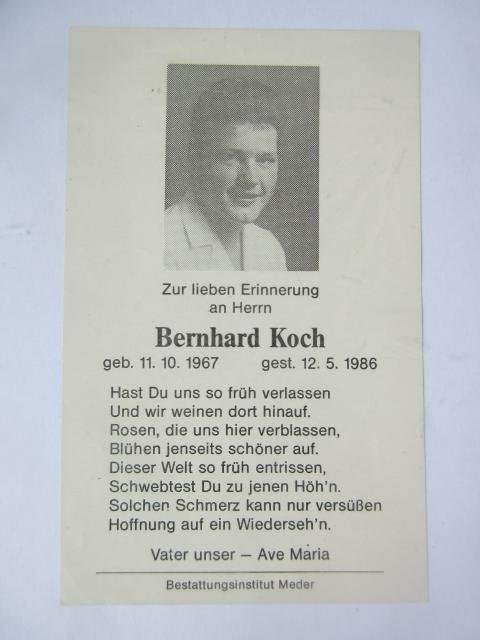 Zur lieben Erinnerung
an Herrn
Bernhard Koch
geb. 11. 10. 1967 gest. 12. 5. 1986
Hast Du uns so früh verlassen
Und wir weinen dort hinauf.
Rosen, die uns hier verblassen,
Blühen jenseits schöner auf.
Dieser Welt so früh entrissen,
Schwebtest Du zu jenen Höh'n.
Solchen Schmerz kann nur versüßen
Hoffnung auf ein Wiederseh'n.
Vater unser – Ave Maria
Bestattungsinstitut Meder